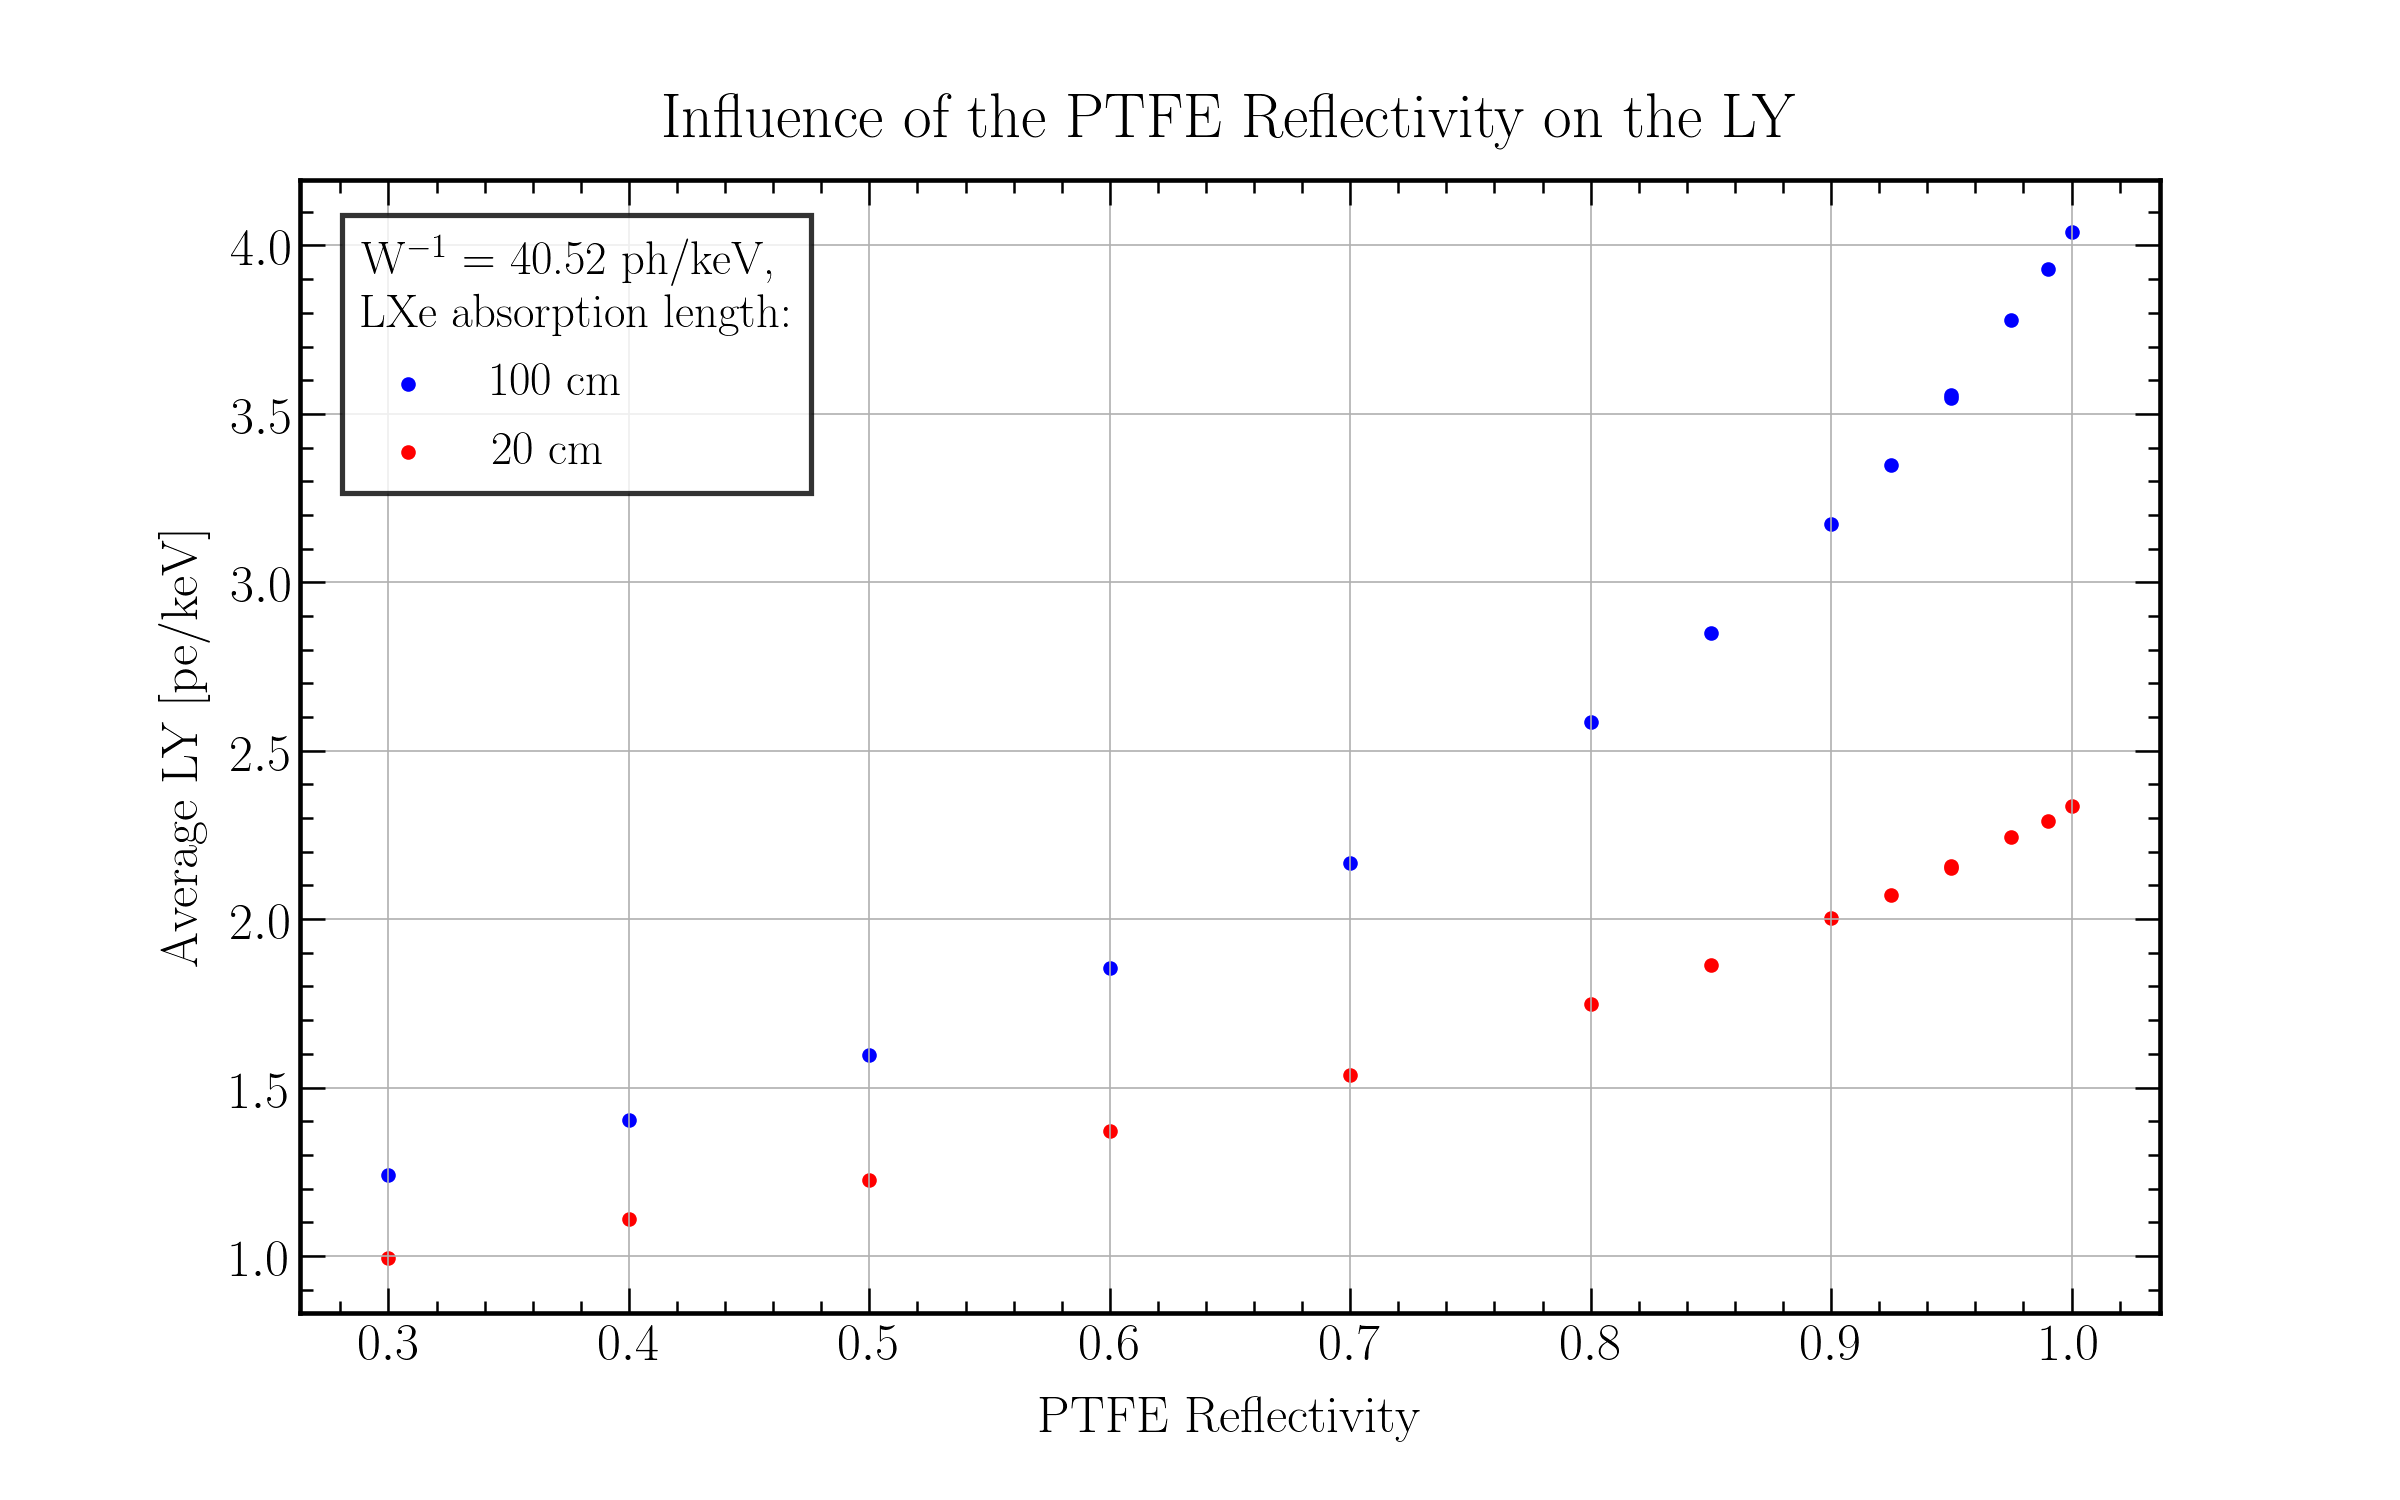 Influence of the PTFE Reflectivity on the LY
W⁻¹ = 40.52 ph/keV,
LXe absorption length:
100 cm
20 cm
Average LY [pe/keV]
4.0
3.5
3.0
2.5
2.0
1.5
1.0
0.3 0.4 0.5 0.6 0.7 0.8 0.9 1.0
PTFE Reflectivity